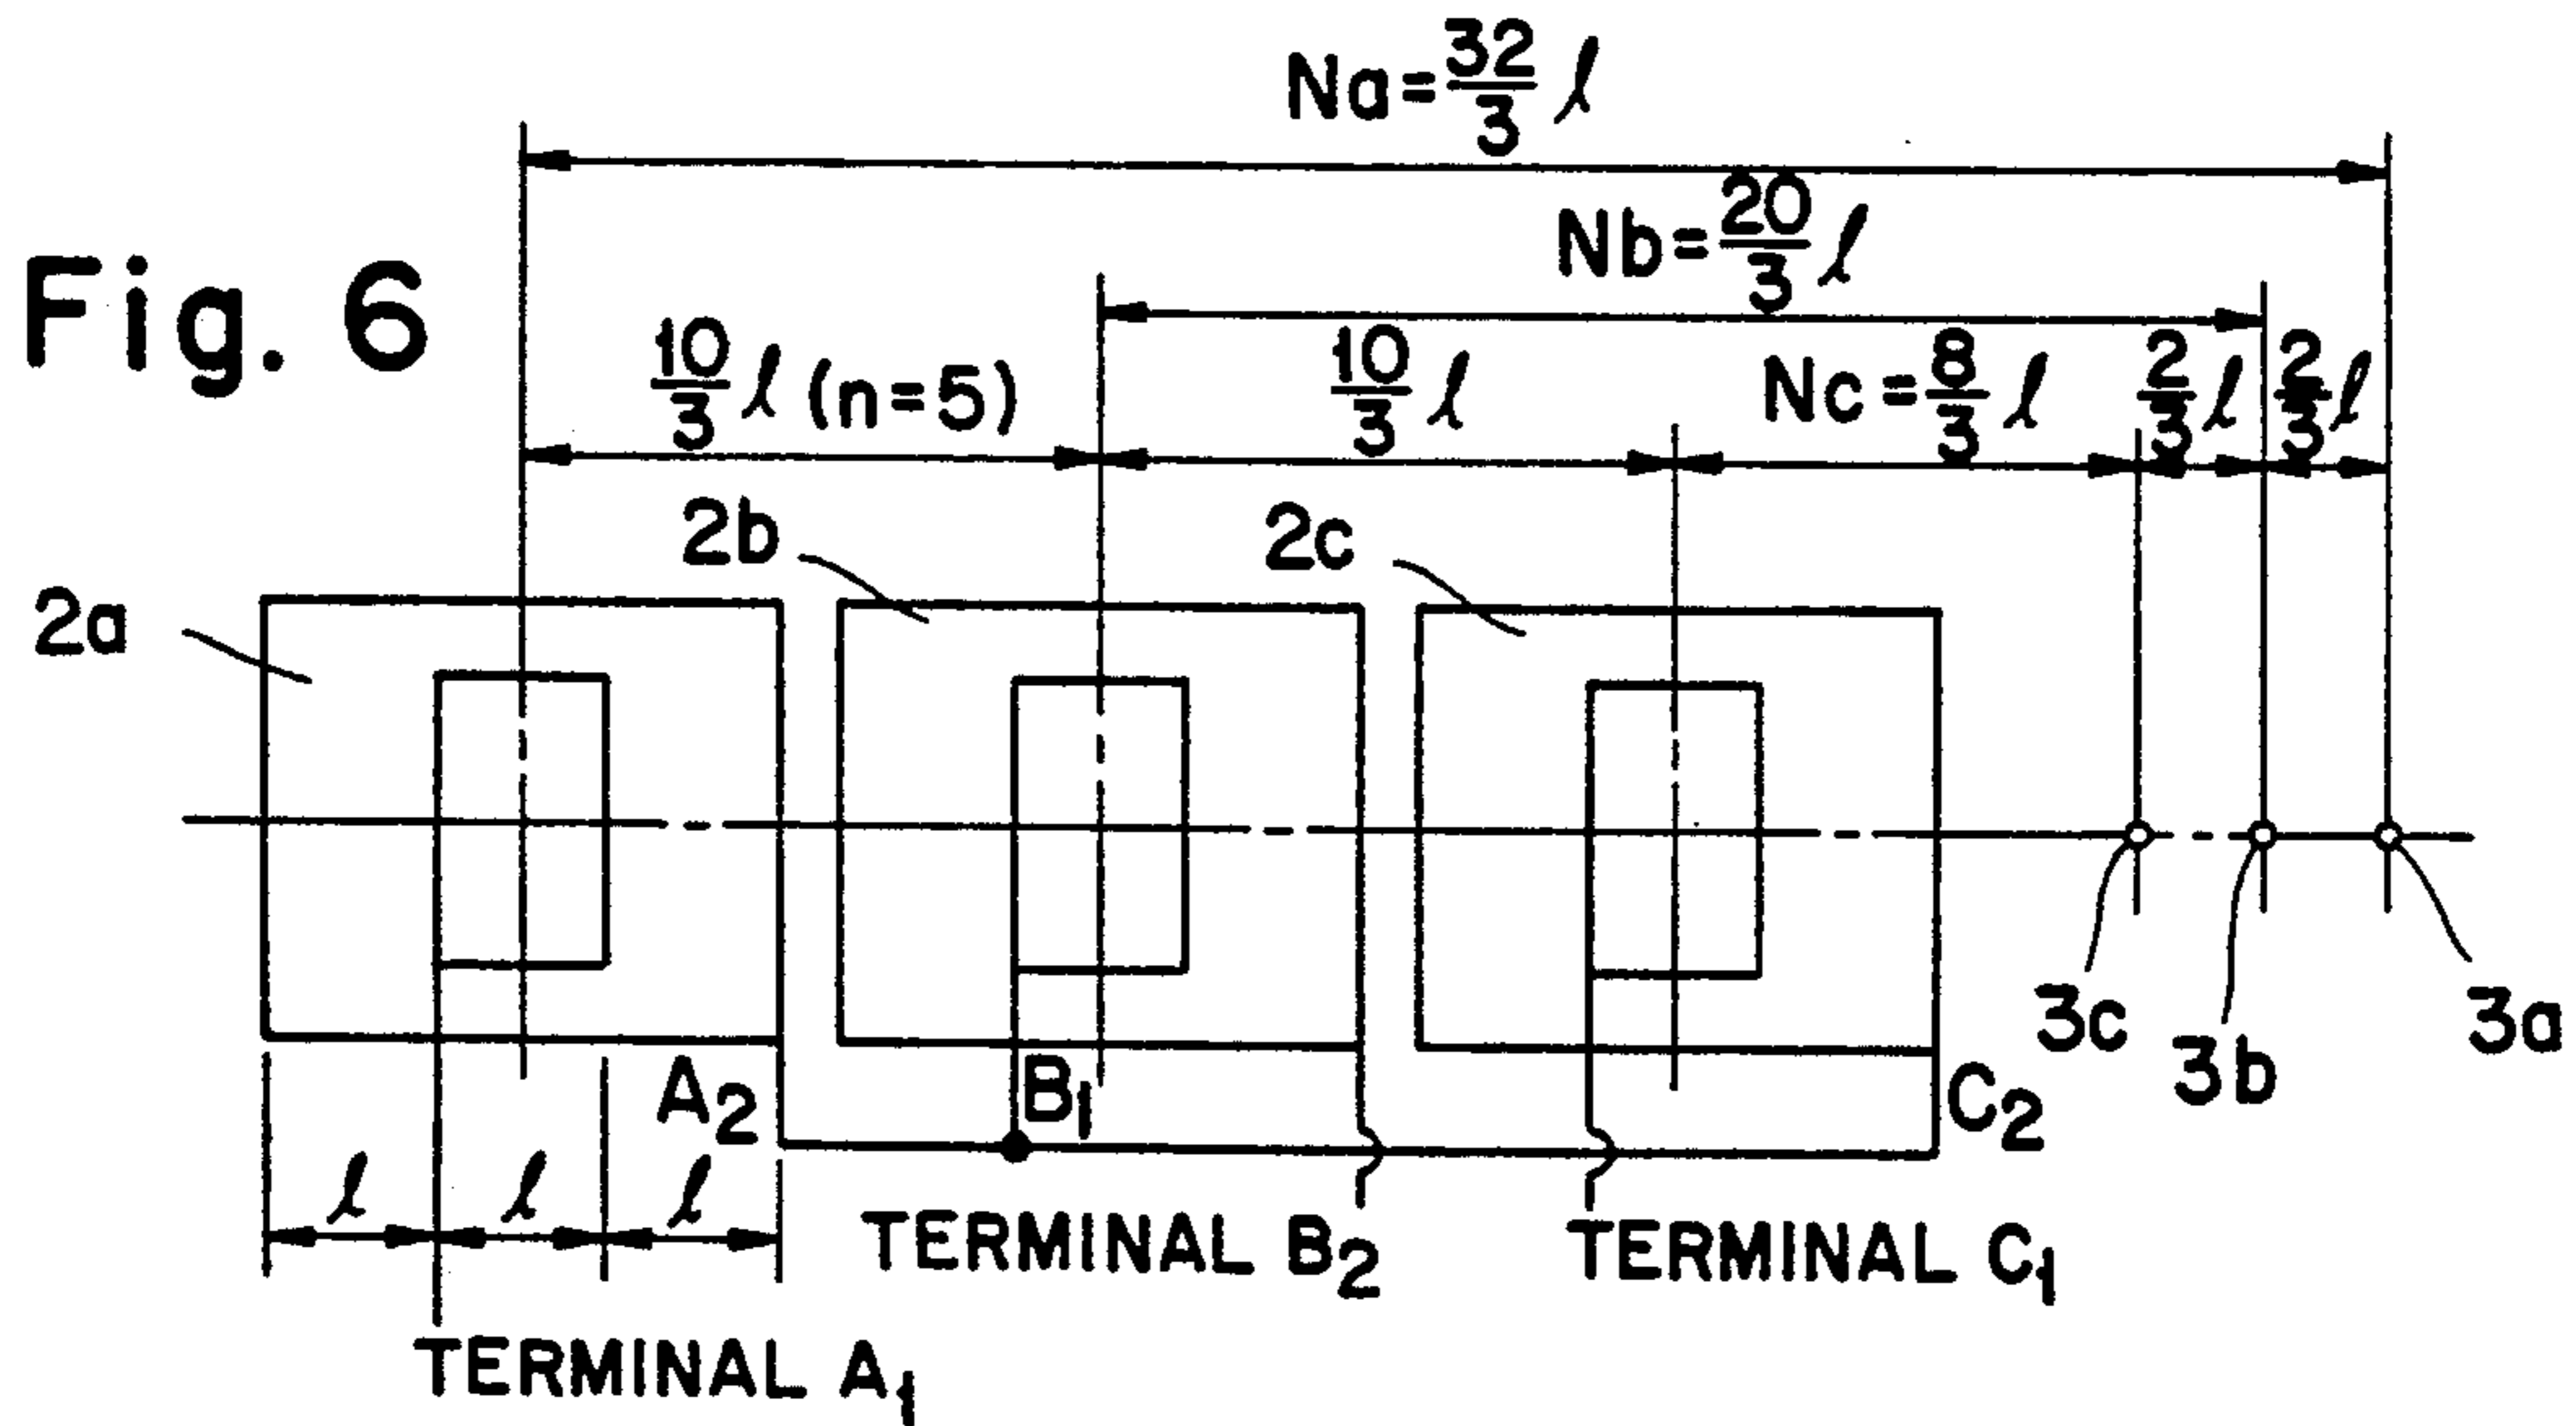 Fig. 6
Na=32/3 ℓ
Nb=20/3 ℓ
10/3 ℓ (n=5)
10/3 ℓ
Nc=8/3 ℓ
2/3 ℓ
2/3 ℓ
2a
2b
2c
3c
3b
3a
A2
B1
C2
ℓ
ℓ
ℓ
TERMINAL B2
TERMINAL C1
TERMINAL A1